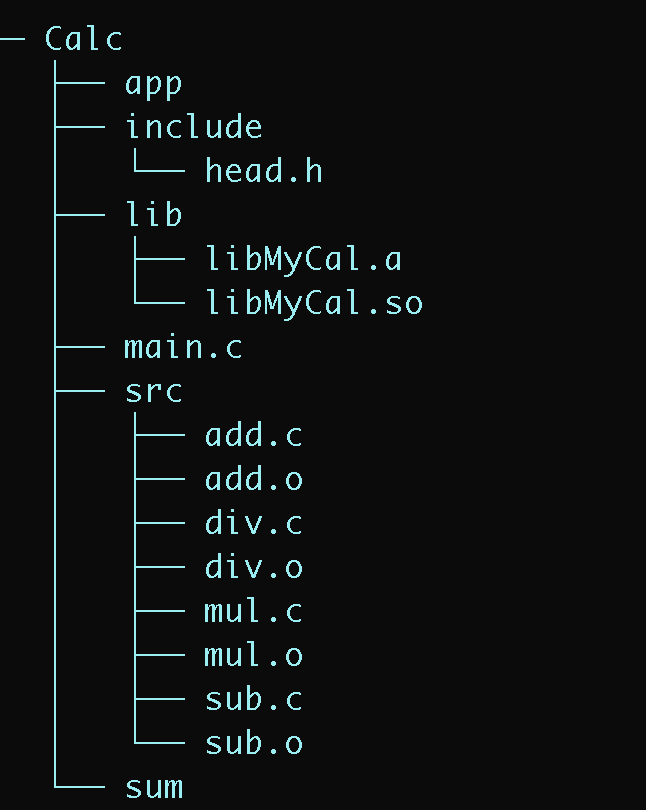 Calc
app
include
head.h
lib
libMyCal.a
libMyCal.so
main.c
src
add.c
add.o
div.c
div.o
mul.c
mul.o
sub.c
sub.o
sum